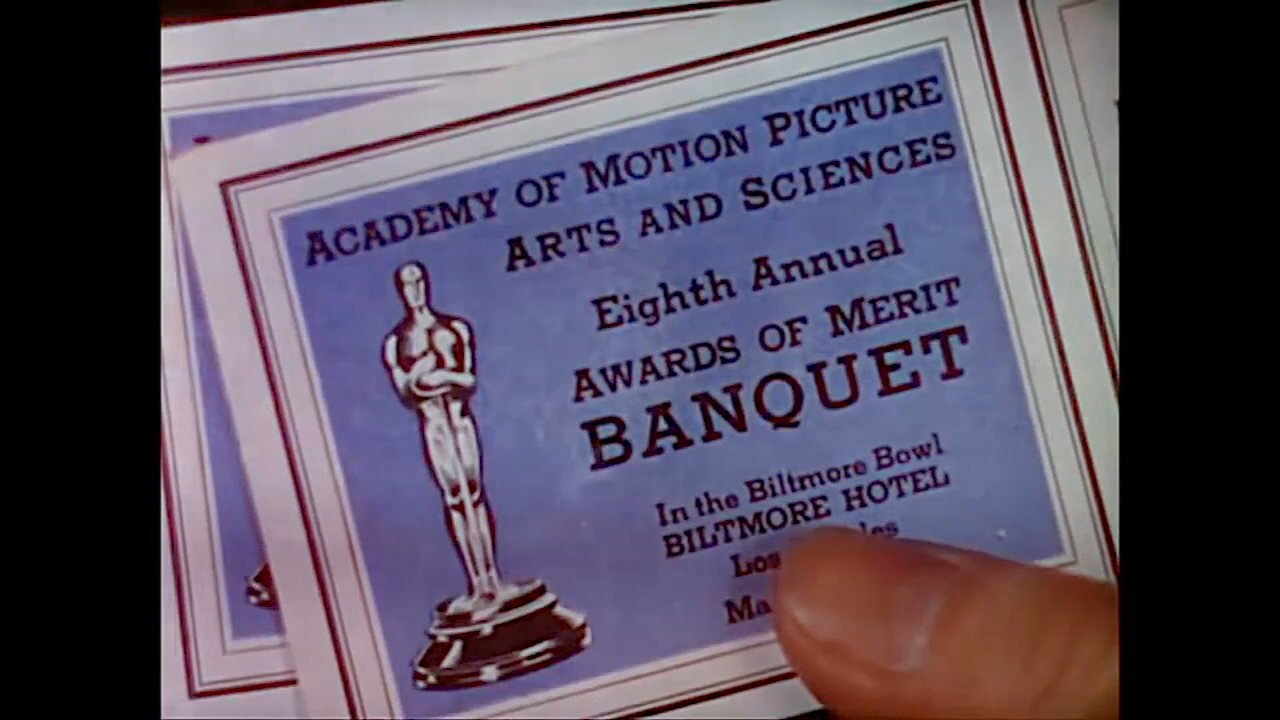 ACADEMY OF MOTION PICTURE
ARTS AND SCIENCES
Eighth Annual
AWARDS OF MERIT
BANQUET
In the Biltmore Bowl
BILTMORE HOTEL
Los